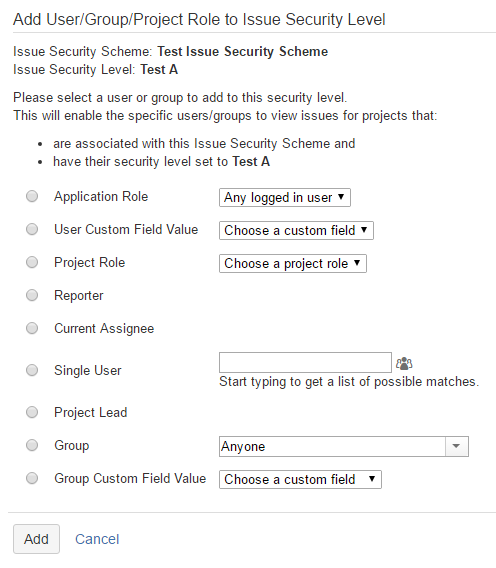 Add User/Group/Project Role to Issue Security Level
Issue Security Scheme: Test Issue Security Scheme
Issue Security Level: Test A
Please select a user or group to add to this security level.
This will enable the specific users/groups to view issues for projects that:
• are associated with this Issue Security Scheme and
• have their security level set to Test A
Application Role Any logged in user
User Custom Field Value Choose a custom field
Project Role Choose a project role
Reporter
Current Assignee
Single User
Start typing to get a list of possible matches.
Project Lead
Group Anyone
Group Custom Field Value Choose a custom field
Add Cancel